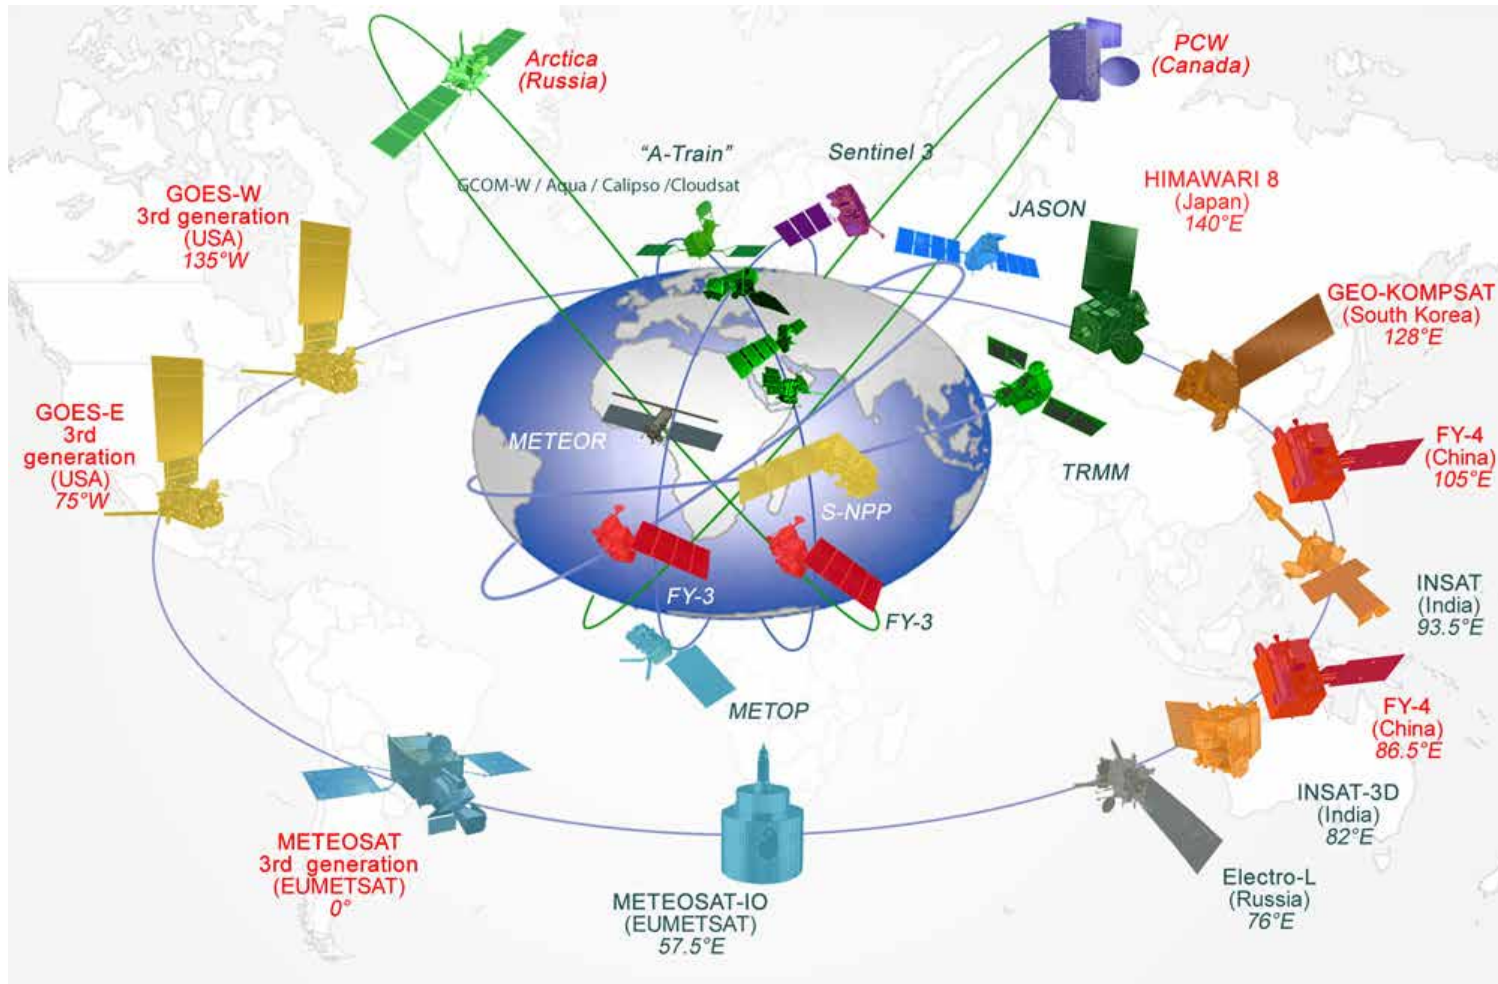 Arctica
(Russia)
PCW
(Canada)
"A-Train"
GCOM-W / Aqua / Calipso /Cloudsat
Sentinel 3
JASON
HIMAWARI 8
(Japan)
140°E
GOES-W
3rd generation
(USA)
135°W
GEO-KOMPSAT
(South Korea)
128°E
GOES-E
3rd
generation
(USA)
75°W
METEOR
TRMM
FY-4
(China)
105°E
S-NPP
FY-3
FY-3
INSAT
(India)
93.5°E
METOP
FY-4
(China)
86.5°E
INSAT-3D
(India)
82°E
METEOSAT
3rd generation
(EUMETSAT)
0°
METEOSAT-IO
(EUMETSAT)
57.5°E
Electro-L
(Russia)
76°E